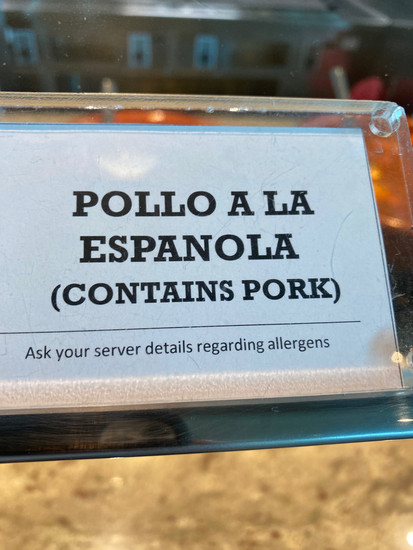 POLLO A LA
ESPANOLA
(CONTAINS PORK)
Ask your server details regarding allergens